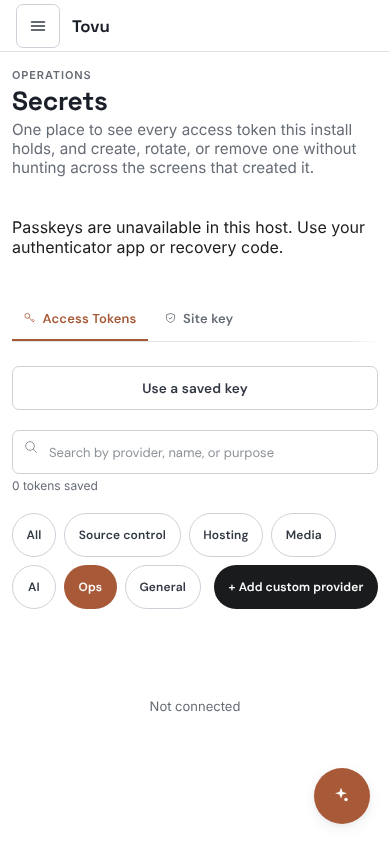 Tovu
OPERATIONS
Secrets
One place to see every access token this install
holds, and create, rotate, or remove one without
hunting across the screens that created it.
Passkeys are unavailable in this host. Use your
authenticator app or recovery code.
Access Tokens
Site key
Use a saved key
Search by provider, name, or purpose
0 tokens saved
All
Source control
Hosting
Media
AI
Ops
General
+ Add custom provider
Not connected